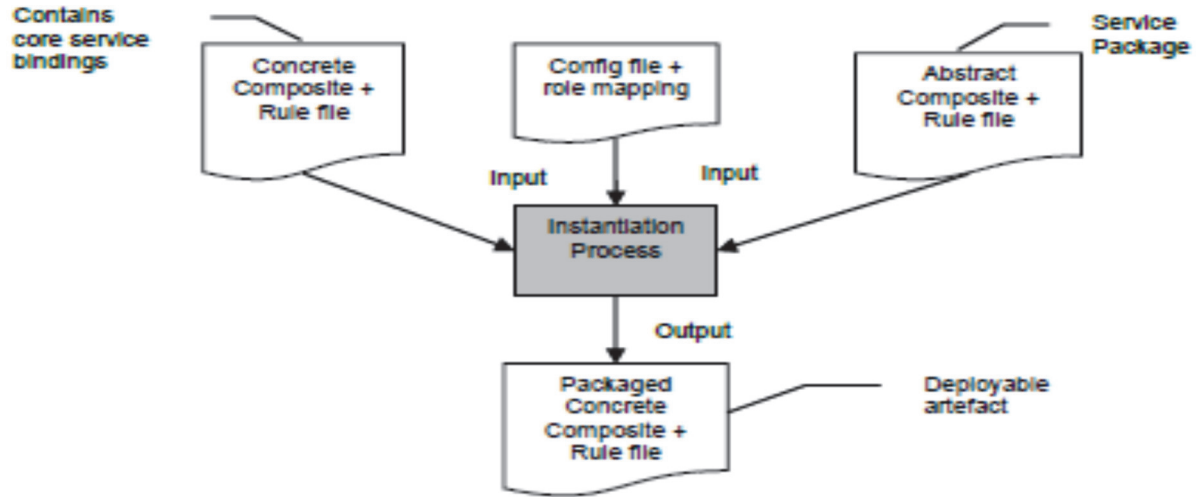 Contains
core service
bindings
Concrete
Composite +
Rule file
Config file +
role mapping
Service
Package
Abstract
Composite +
Rule file
Input
Input
Instantiation
Process
Output
Packaged
Concrete
Composite +
Rule file
Deployable
artefact